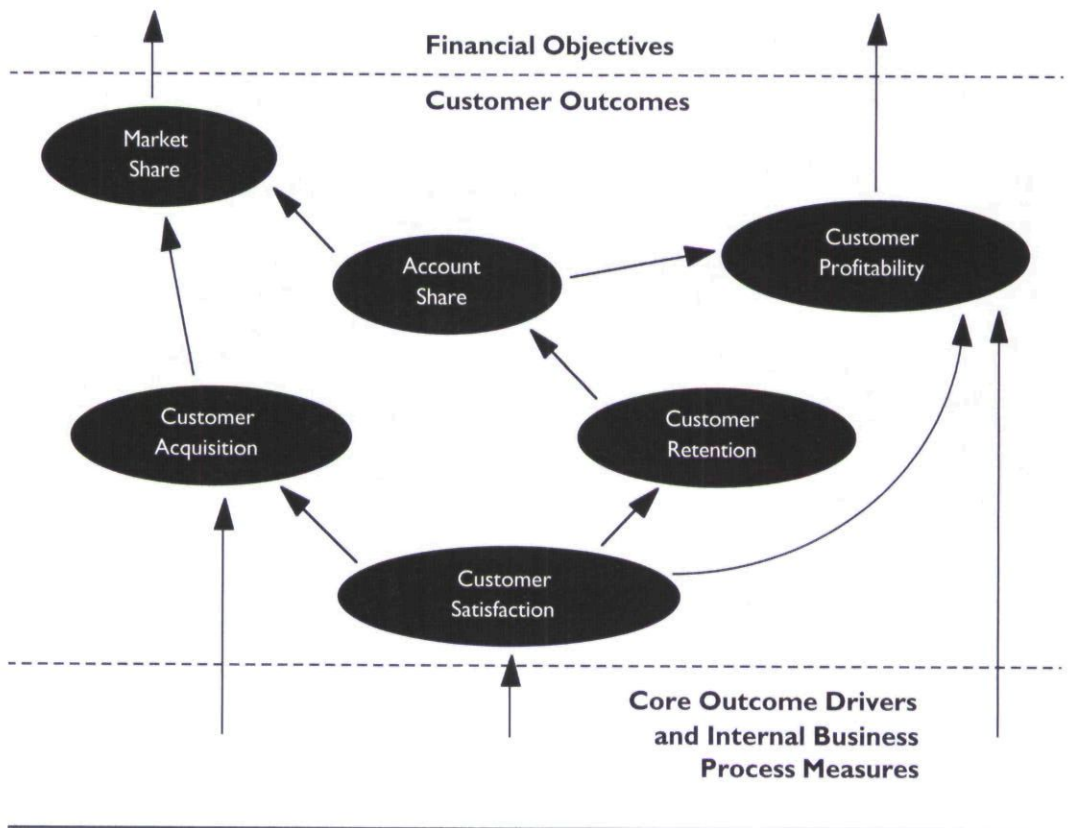 Financial Objectives
Customer Outcomes
Market
Share
Customer
Profitability
Account
Share
Customer
Acquisition
Customer
Retention
Customer
Satisfaction
Core Outcome Drivers
and Internal Business
Process Measures